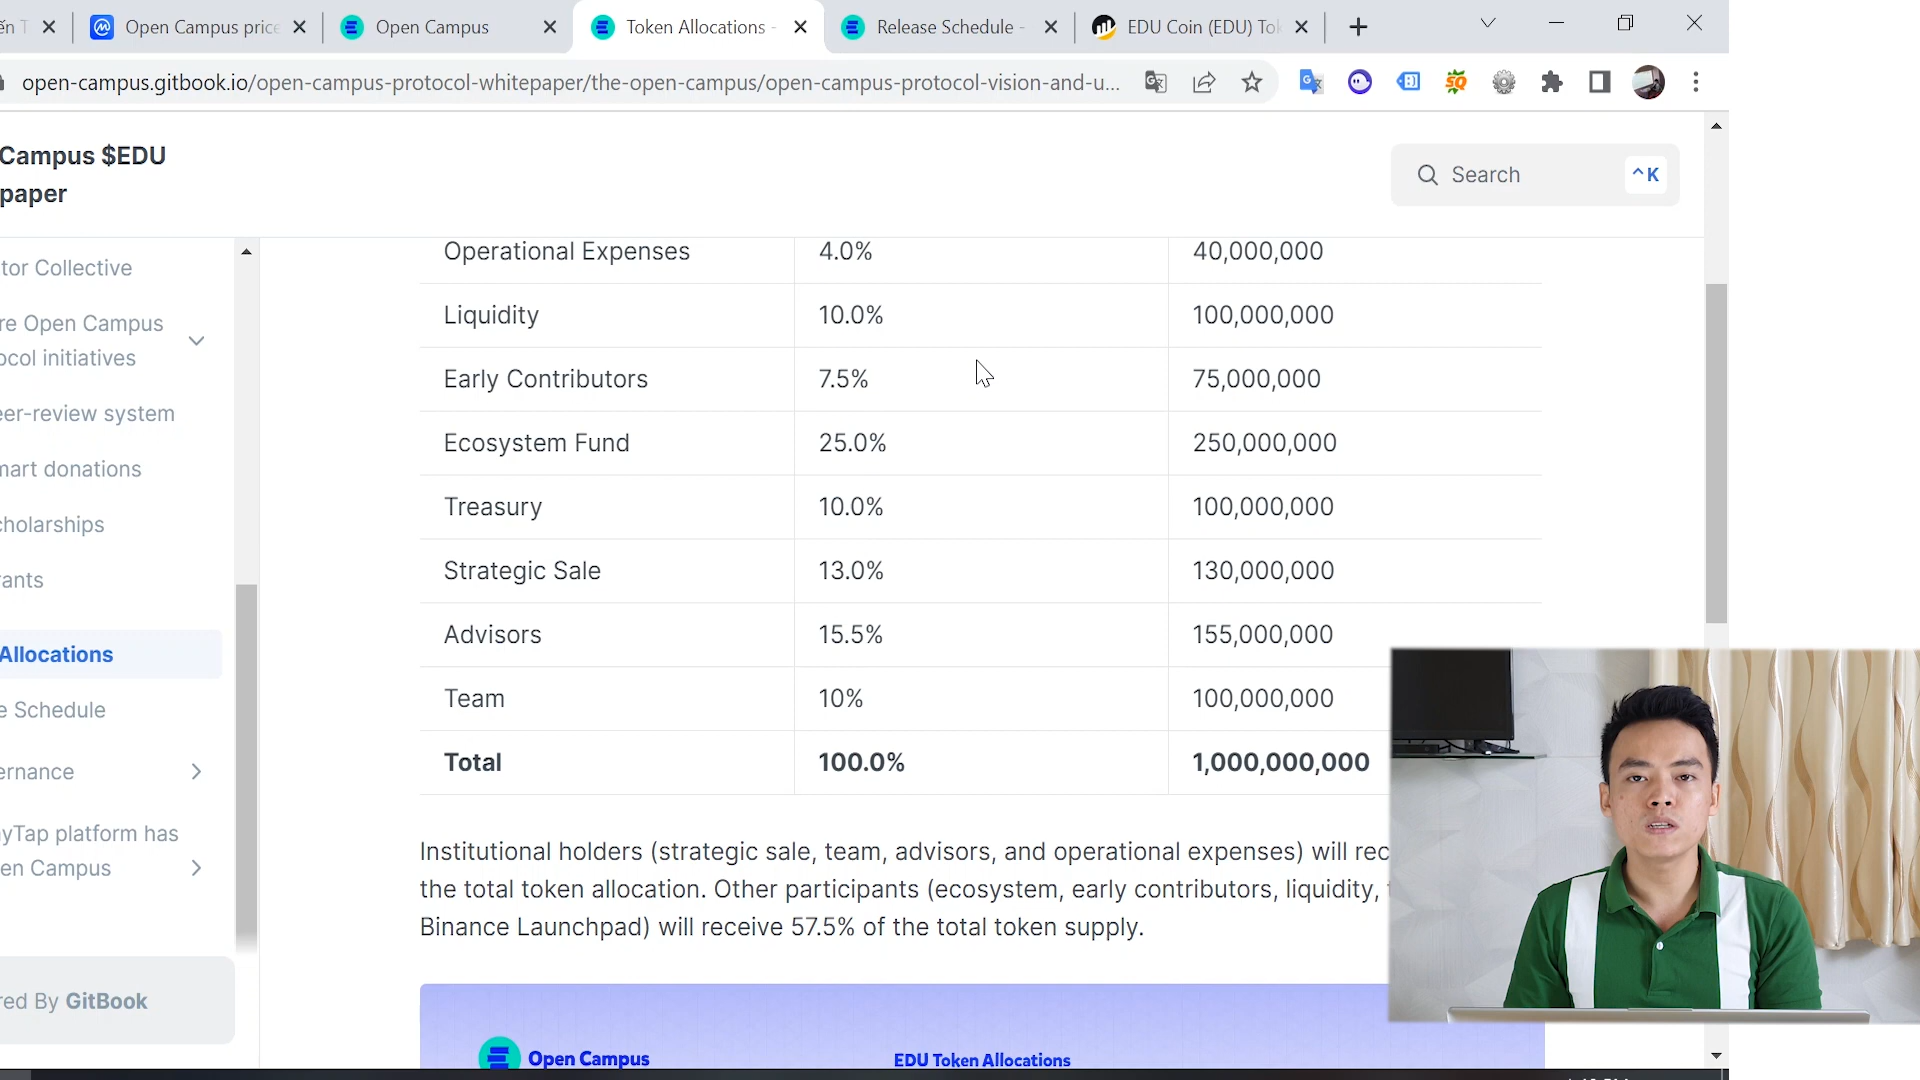 ến T
Open Campus pric
Open Campus
Token Allocations -
Release Schedule -
EDU Coin (EDU) Tok
open-campus.gitbook.io/open-campus-protocol-whitepaper/the-open-campus/open-campus-protocol-vision-and-u...
Campus $EDU
paper
Search
^K
tor Collective
re Open Campus
ocol initiatives
eer-review system
mart donations
cholarships
rants
Allocations
e Schedule
ernance
yTap platform has
en Campus
red By GitBook
Operational Expenses 4.0% 40,000,000
Liquidity 10.0% 100,000,000
Early Contributors 7.5% 75,000,000
Ecosystem Fund 25.0% 250,000,000
Treasury 10.0% 100,000,000
Strategic Sale 13.0% 130,000,000
Advisors 15.5% 155,000,000
Team 10% 100,000,000
Total 100.0% 1,000,000,000
Institutional holders (strategic sale, team, advisors, and operational expenses) will rec
the total token allocation. Other participants (ecosystem, early contributors, liquidity,
Binance Launchpad) will receive 57.5% of the total token supply.
Open Campus
EDU Token Allocations